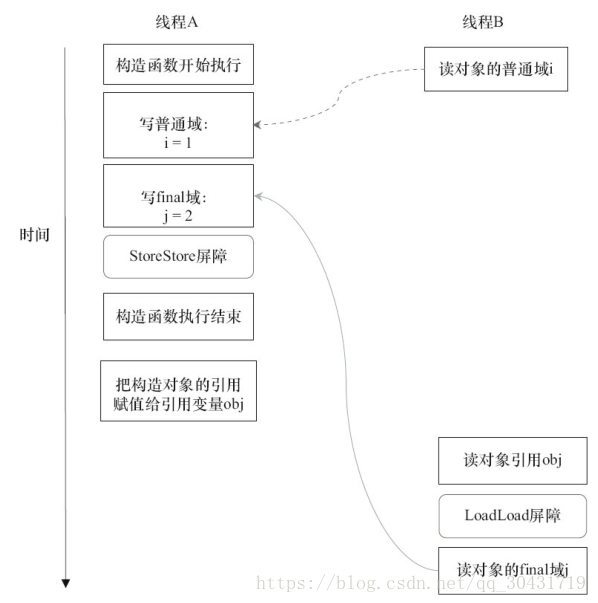 线程A
线程B
构造函数开始执行
读对象的普通域i
写普通域：
i = 1
写final域：
j = 2
时间
StoreStore屏障
构造函数执行结束
把构造对象的引用
赋值给引用变量obj
读对象引用obj
LoadLoad屏障
读对象的final域j
https://blog.csdn.net/qq_30431719